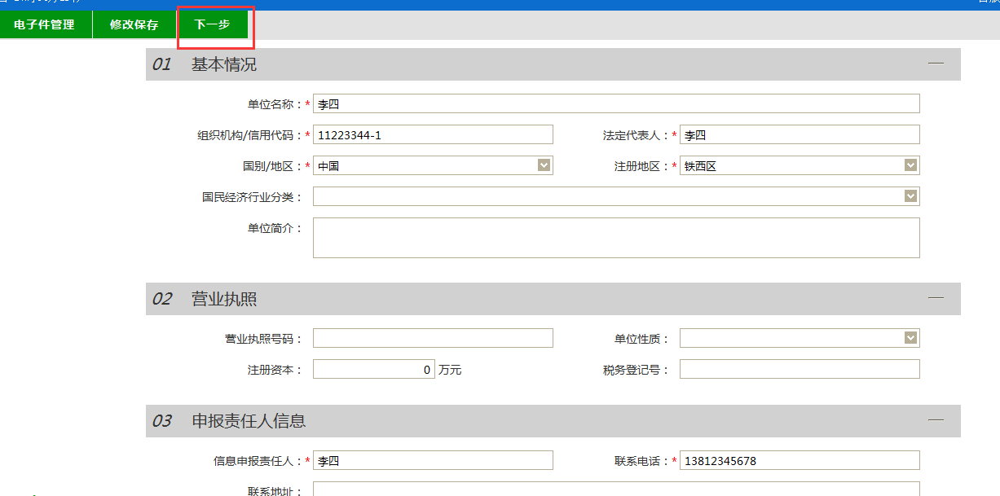 电子件管理 修改保存 下一步
01 基本情况
单位名称：* 李四
组织机构/信用代码：* 11223344-1 法定代表人：* 李四
国别/地区：* 中国 注册地区：* 铁西区
国民经济行业分类：
单位简介：
02 营业执照
营业执照号码： 单位性质：
注册资本： 0 万元 税务登记号：
03 申报责任人信息
信息申报责任人：* 李四 联系电话：* 13812345678
联系地址：